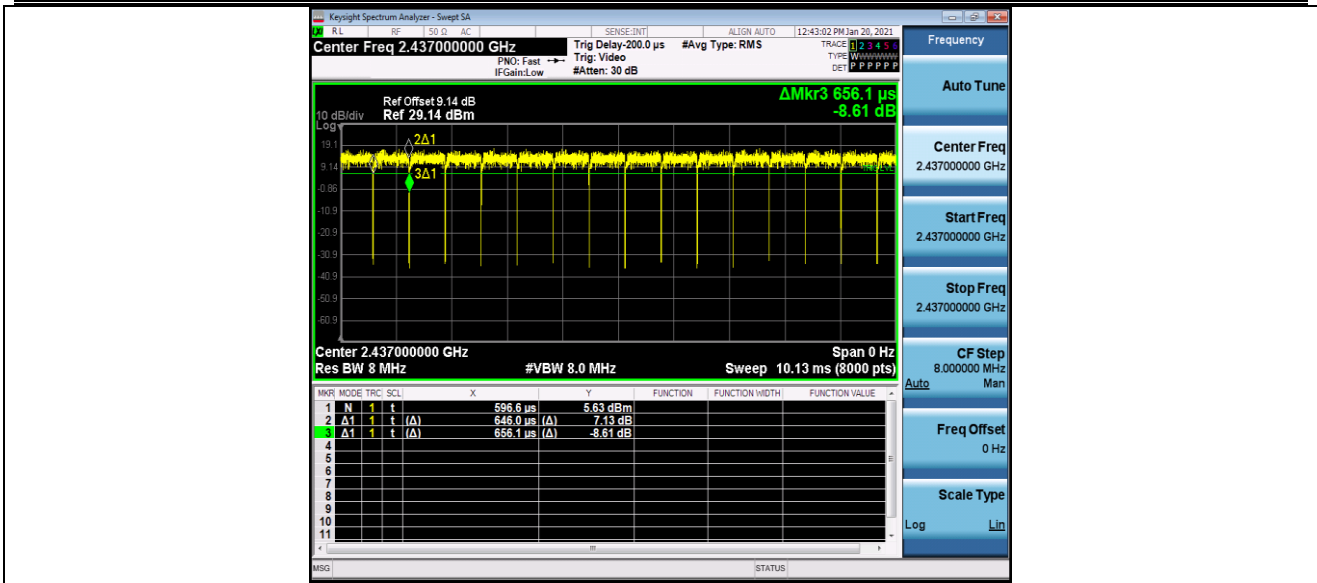 Keysight Spectrum Analyzer - Swept SA
RL RF 50 Ω AC SENSE:INT ALIGN AUTO 12:43:02 PM Jan 20, 2021
Center Freq 2.437000000 GHz Trig Delay-200.0 µs #Avg Type: RMS TRACE 1 2 3 4 5 6
PNO: Fast Trig: Video TYPE WWWWWW
IFGain:Low #Atten: 30 dB DET P P P P P P
ΔMkr3 656.1 µs
Ref Offset 9.14 dB
10 dB/div Ref 29.14 dBm -8.61 dB
Log
19.1
9.14
-0.86
-10.9
-20.9
-30.9
-40.9
-50.9
-60.9
2Δ1
3Δ1
Center 2.437000000 GHz Span 0 Hz
Res BW 8 MHz #VBW 8.0 MHz Sweep 10.13 ms (8000 pts)
MKR MODE TRC SCL X Y FUNCTION FUNCTION WIDTH FUNCTION VALUE
1 N 1 t 596.6 µs 5.63 dBm
2 Δ1 1 t (Δ) 646.0 µs (Δ) 7.13 dB
3 Δ1 1 t (Δ) 656.1 µs (Δ) -8.61 dB
4
5
6
7
8
9
10
11
MSG STATUS
Frequency
Auto Tune
Center Freq
2.437000000 GHz
Start Freq
2.437000000 GHz
Stop Freq
2.437000000 GHz
CF Step
8.000000 MHz
Auto Man
Freq Offset
0 Hz
Scale Type
Log Lin